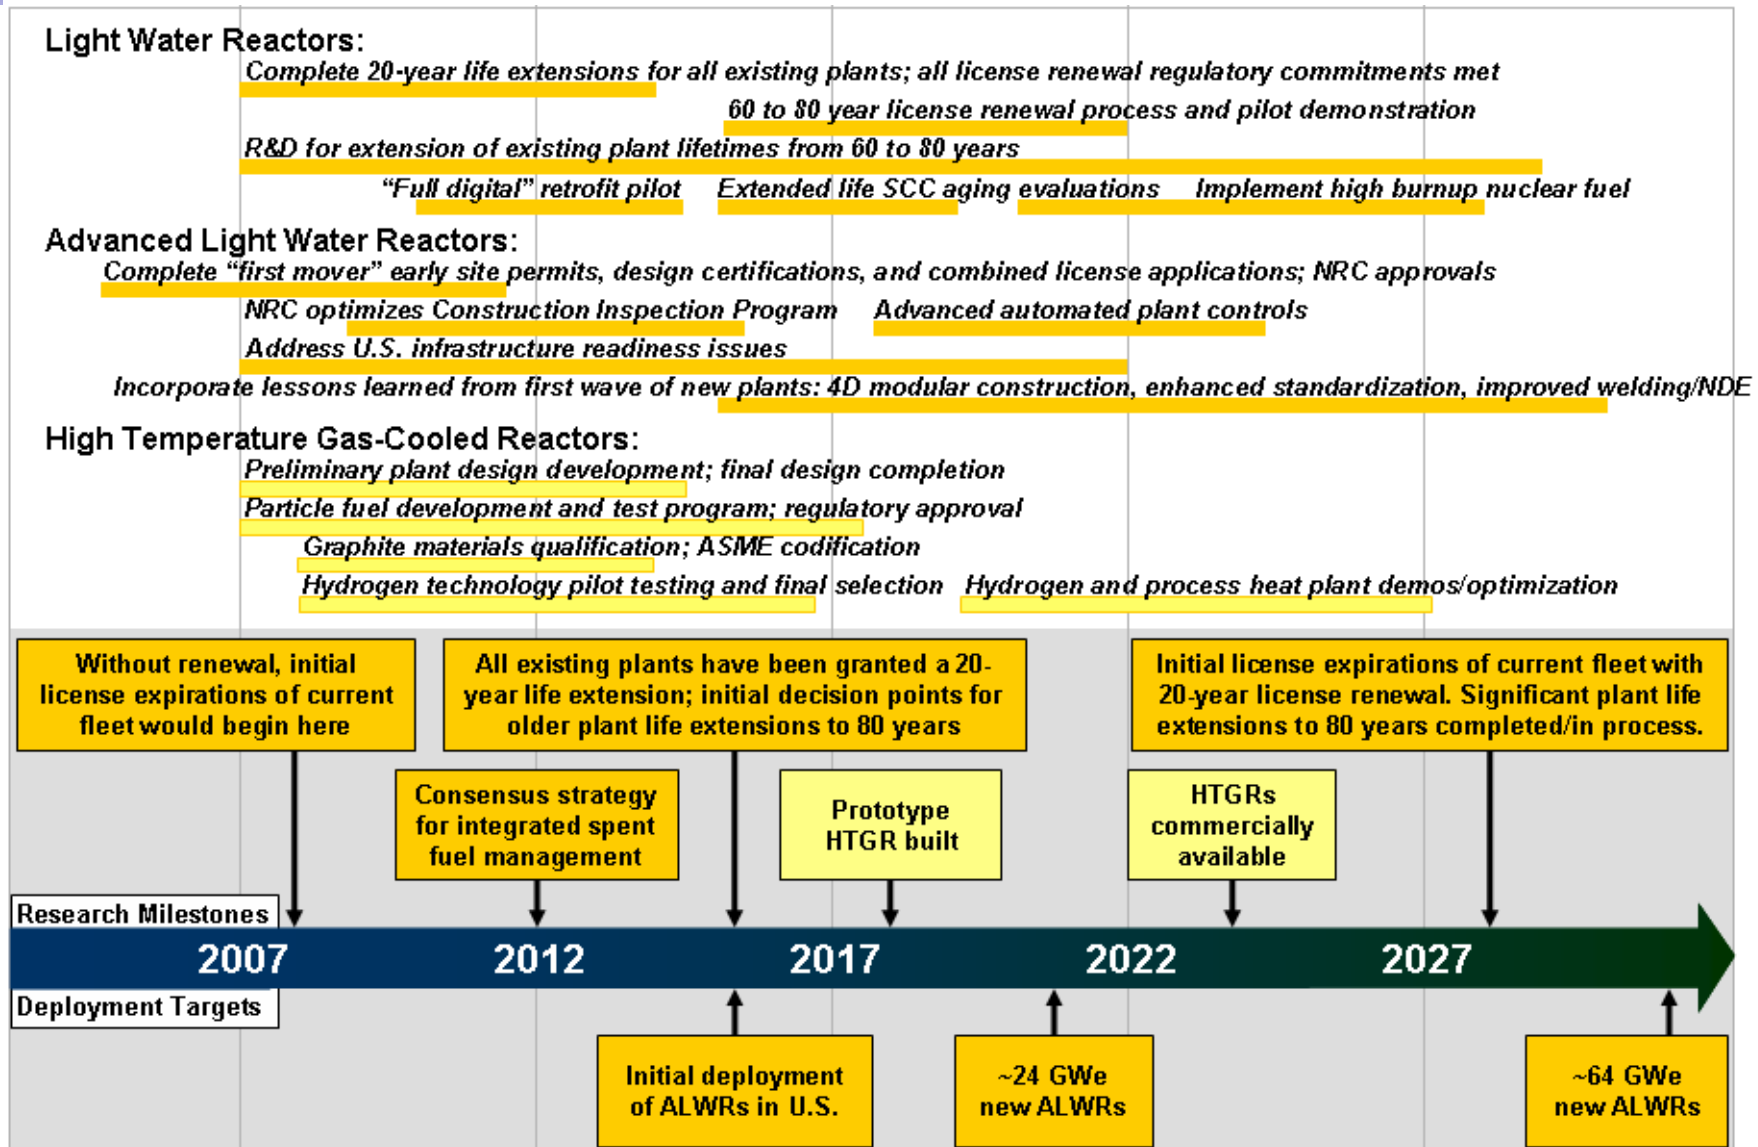 Light Water Reactors:
Complete 20-year life extensions for all existing plants; all license renewal regulatory commitments met
60 to 80 year license renewal process and pilot demonstration
R&D for extension of existing plant lifetimes from 60 to 80 years
“Full digital” retrofit pilot
Extended life SCC aging evaluations
Implement high burnup nuclear fuel
Advanced Light Water Reactors:
Complete “first mover” early site permits, design certifications, and combined license applications; NRC approvals
NRC optimizes Construction Inspection Program
Advanced automated plant controls
Address U.S. infrastructure readiness issues
Incorporate lessons learned from first wave of new plants: 4D modular construction, enhanced standardization, improved welding/NDE
High Temperature Gas-Cooled Reactors:
Preliminary plant design development; final design completion
Particle fuel development and test program; regulatory approval
Graphite materials qualification; ASME codification
Hydrogen technology pilot testing and final selection
Hydrogen and process heat plant demos/optimization
Without renewal, initial
license expirations of current
fleet would begin here
All existing plants have been granted a 20-
year life extension; initial decision points for
older plant life extensions to 80 years
Initial license expirations of current fleet with
20-year license renewal. Significant plant life
extensions to 80 years completed/in process.
Consensus strategy
for integrated spent
fuel management
Prototype
HTGR built
HTGRs
commercially
available
Research Milestones
2007
2012
2017
2022
2027
Deployment Targets
Initial deployment
of ALWRs in U.S.
~24 GWe
new ALWRs
~64 GWe
new ALWRs